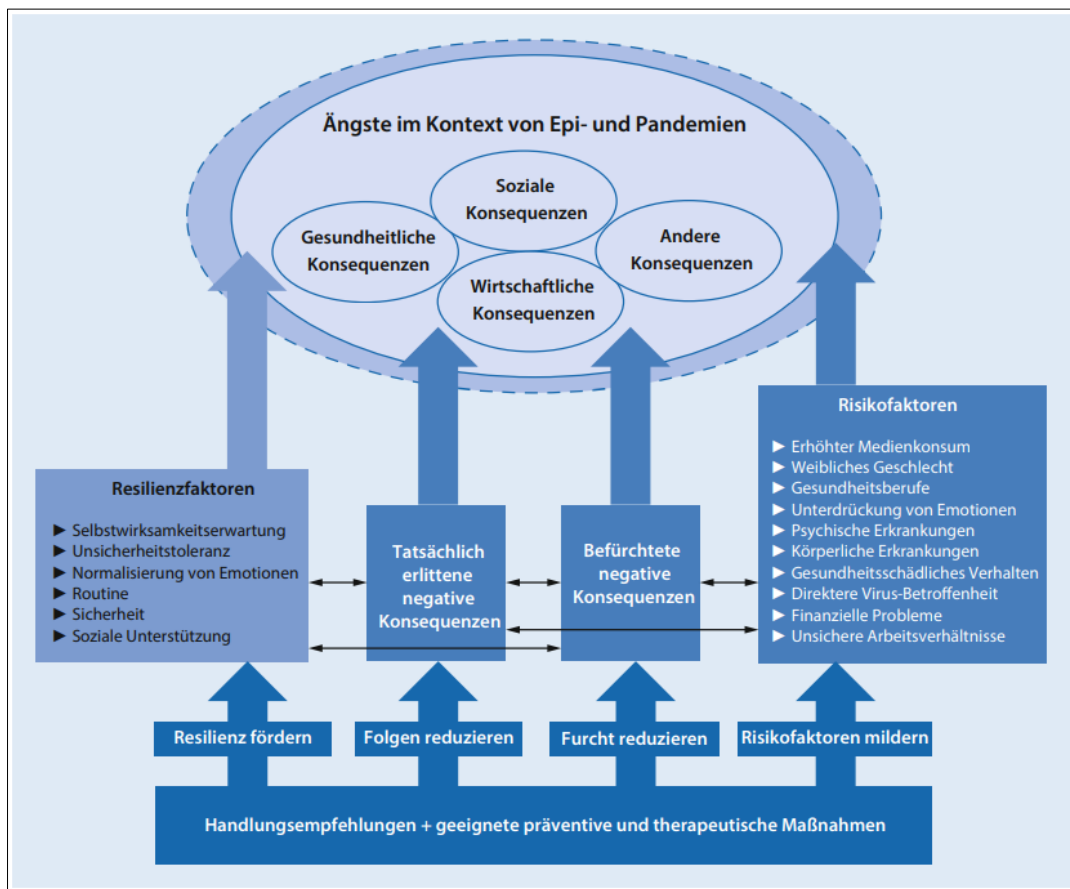 Ängste im Kontext von Epi- und Pandemien
Soziale
Konsequenzen
Gesundheitliche
Konsequenzen
Andere
Konsequenzen
Wirtschaftliche
Konsequenzen
Resilienzfaktoren
► Selbstwirksamkeitserwartung
► Unsicherheitstoleranz
► Normalisierung von Emotionen
► Routine
► Sicherheit
► Soziale Unterstützung
Tatsächlich
erlittene
negative
Konsequenzen
Befürchtete
negative
Konsequenzen
Risikofaktoren
► Erhöhter Medienkonsum
► Weibliches Geschlecht
► Gesundheitsberufe
► Unterdrückung von Emotionen
► Psychische Erkrankungen
► Körperliche Erkrankungen
► Gesundheitsschädliches Verhalten
► Direktere Virus-Betroffenheit
► Finanzielle Probleme
► Unsichere Arbeitsverhältnisse
Resilienz fördern
Folgen reduzieren
Furcht reduzieren
Risikofaktoren mildern
Handlungsempfehlungen + geeignete präventive und therapeutische Maßnahmen